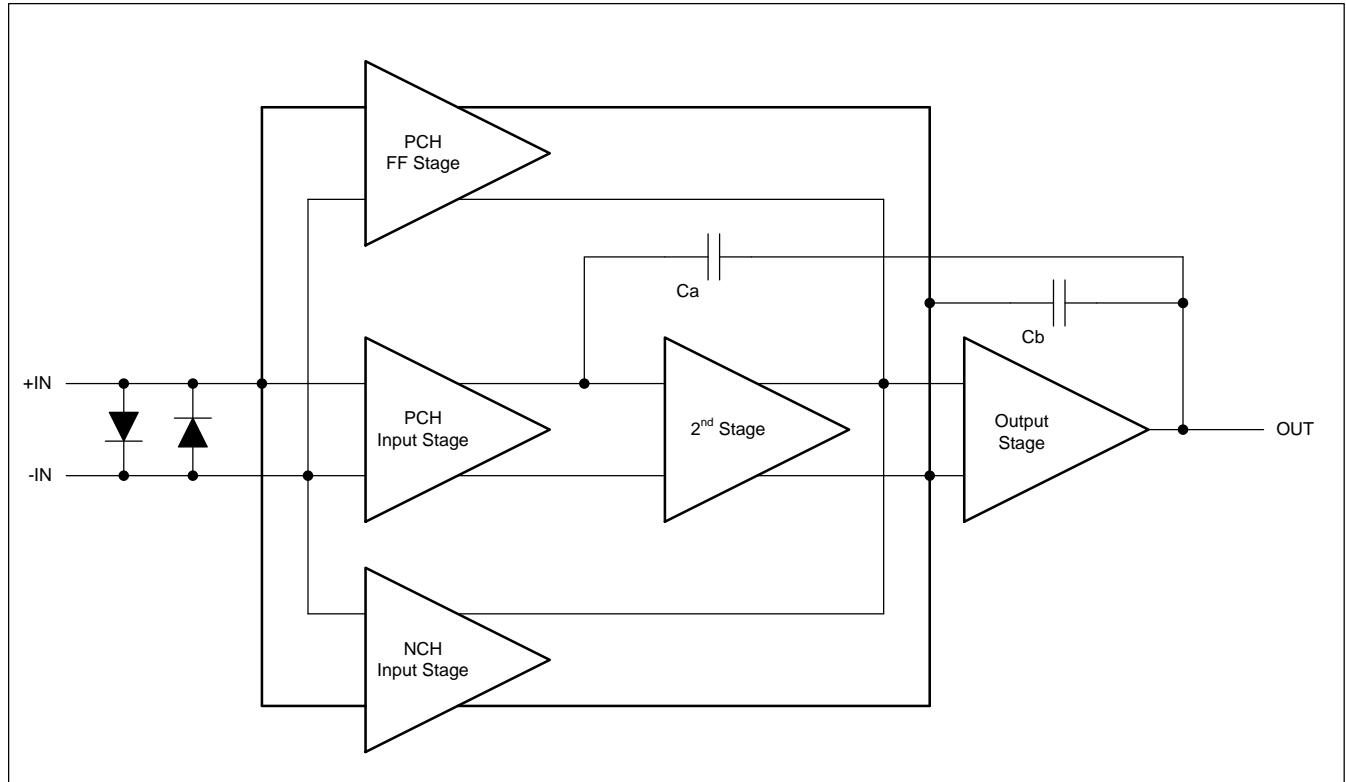 PCH
FF Stage
Ca
Cb
+IN
PCH
Input Stage
2nd Stage
Output
Stage
OUT
-IN
NCH
Input Stage